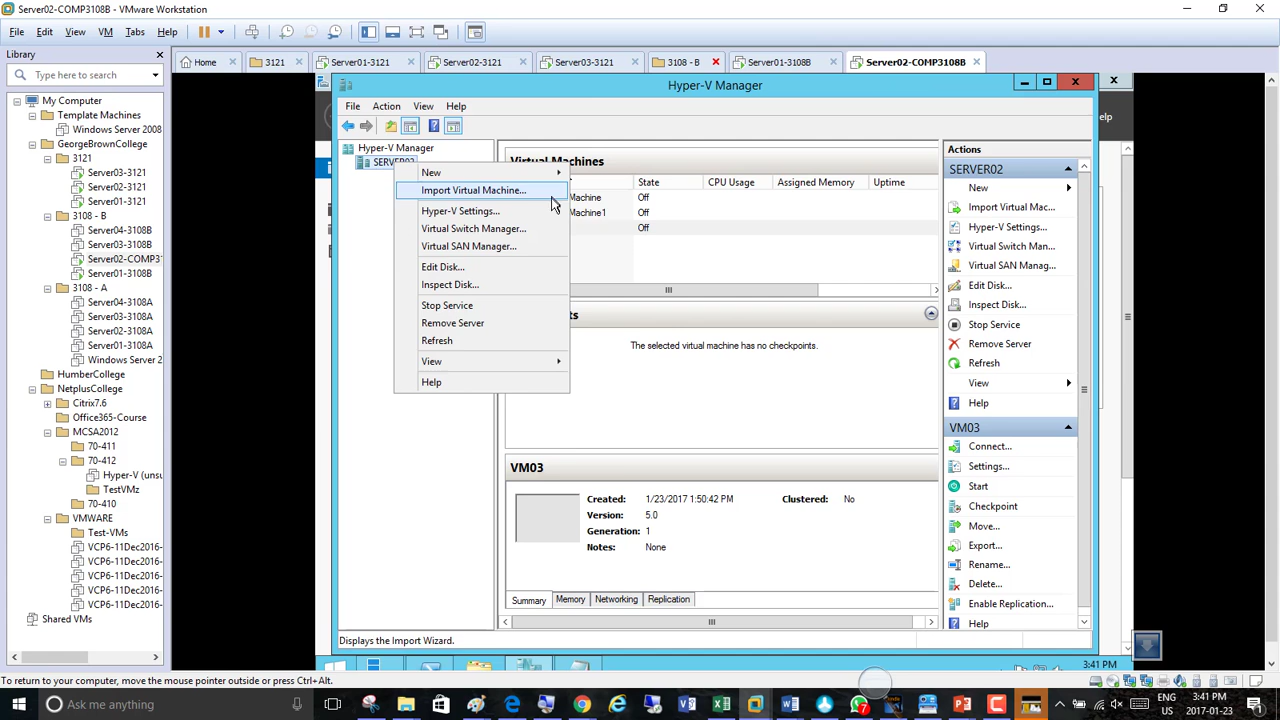 Server02-COMP3108B - VMware Workstation
File Edit View VM Tabs Help
Library
Type here to search
My Computer
Template Machines
Windows Server 2008
GeorgeBrownCollege
3121
Server03-3121
Server02-3121
Server01-3121
3108 - B
Server04-3108B
Server03-3108B
Server02-COMP3
Server01-3108B
3108 - A
Server04-3108A
Server03-3108A
Server02-3108A
Server01-3108A
Windows Server 2
HumberCollege
NetplusCollege
Citrix7.6
Office365-Course
MCSA2012
70-411
70-412
Hyper-V (unsu
TestVMz
70-410
VMWARE
Test-VMs
VCP6-11Dec2016-
VCP6-11Dec2016-
VCP6-11Dec2016-
VCP6-11Dec2016-
Shared VMs
Home 3121 Server01-3121 Server02-3121 Server03-3121 3108 - B Server01-3108B Server02-COMP3108B
Hyper-V Manager
File Action View Help
elp
Hyper-V Manager
SERVER02
New
Import Virtual Machine...
Hyper-V Settings...
Virtual Switch Manager...
Virtual SAN Manager...
Edit Disk...
Inspect Disk...
Stop Service
Remove Server
Refresh
View
Help
Virtual Machines
State CPU Usage Assigned Memory Uptime
Machine Off
Machine1 Off
Off
ts
The selected virtual machine has no checkpoints.
VM03
Created: 1/23/2017 1:50:42 PM Clustered: No
Version: 5.0
Generation: 1
Notes: None
Summary Memory Networking Replication
Actions
SERVER02
New
Import Virtual Mac...
Hyper-V Settings...
Virtual Switch Man...
Virtual SAN Manag...
Edit Disk...
Inspect Disk...
Stop Service
Remove Server
Refresh
View
Help
VM03
Connect...
Settings...
Start
Checkpoint
Move...
Export...
Rename...
Delete...
Enable Replication...
Help
Displays the Import Wizard.
3:41 PM
To return to your computer, move the mouse pointer outside or press Ctrl+Alt.
Ask me anything
7
ENG 3:41 PM
US 2017-01-23